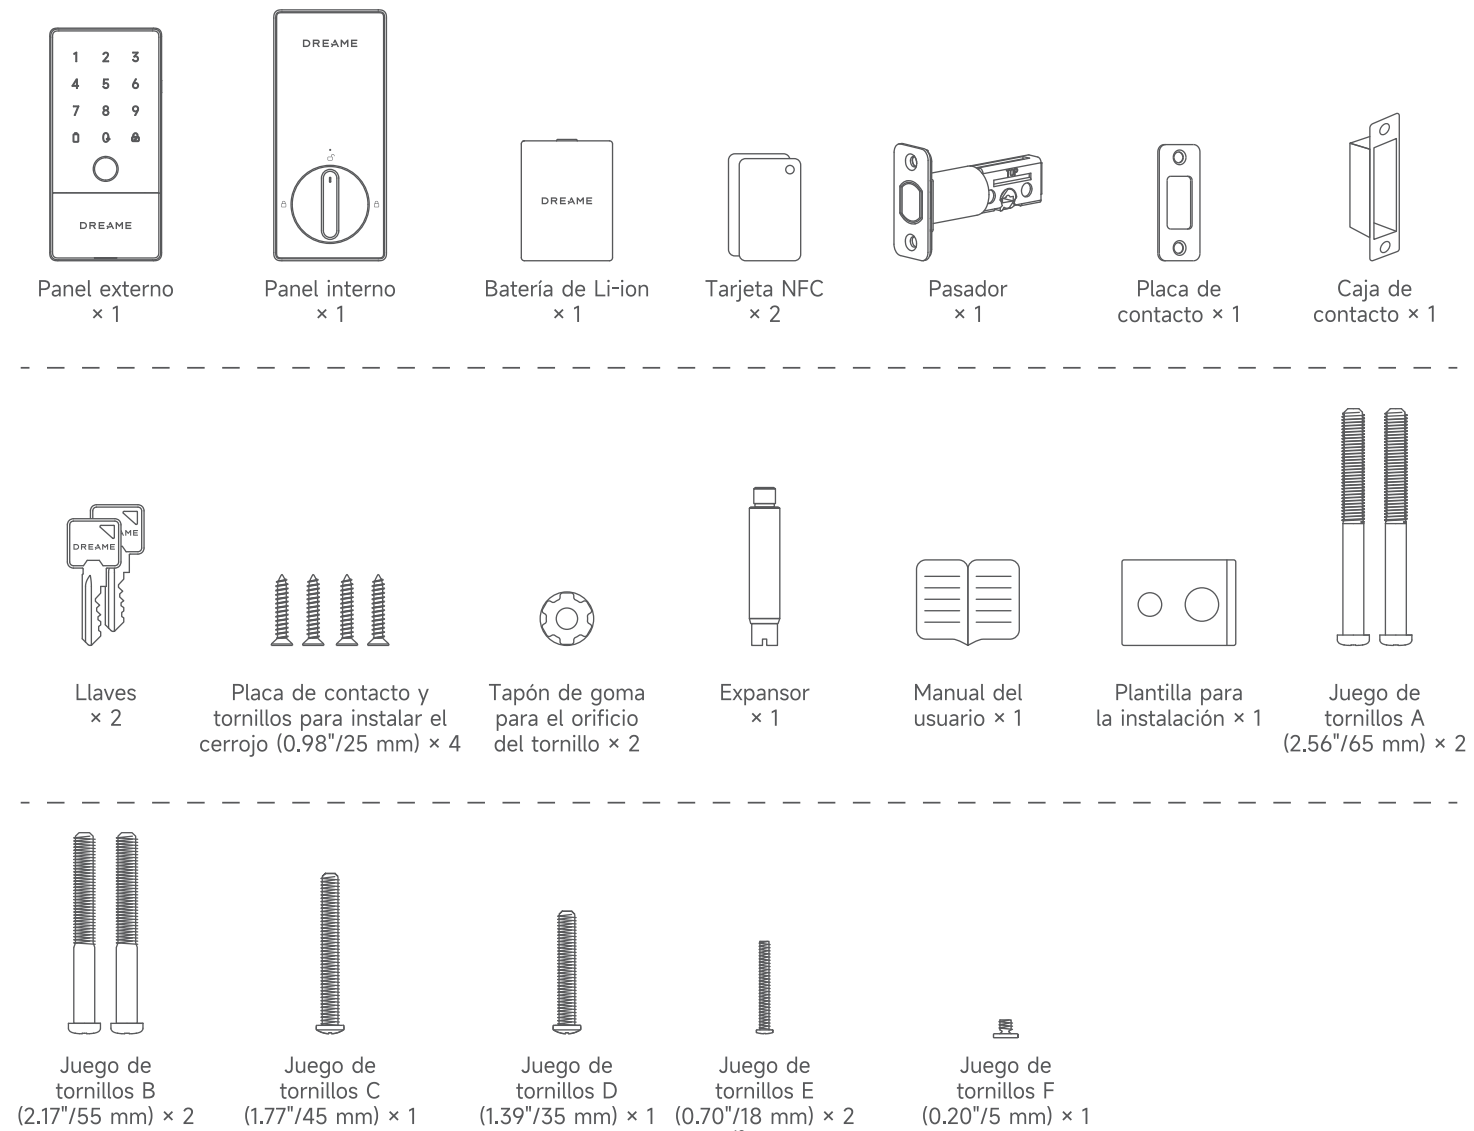 1 2 3
4 5 6
7 8 9
DREAME
DREAME
DREAME
TOP
Panel externo
× 1
Panel interno
× 1
Batería de Li-ion
× 1
Tarjeta NFC
× 2
Pasador
× 1
Placa de
contacto × 1
Caja de
contacto × 1
DREAME
AME
Llaves
× 2
Placa de contacto y
tornillos para instalar el
cerrojo (0.98"/25 mm) × 4
Tapón de goma
para el orificio
del tornillo × 2
Expansor
× 1
Manual del
usuario × 1
Plantilla para
la instalación × 1
Juego de
tornillos A
(2.56"/65 mm) × 2
Juego de
tornillos B
(2.17"/55 mm) × 2
Juego de
tornillos C
(1.77"/45 mm) × 1
Juego de
tornillos D
(1.39"/35 mm) × 1
Juego de
tornillos E
(0.70"/18 mm) × 2
Juego de
tornillos F
(0.20"/5 mm) × 1